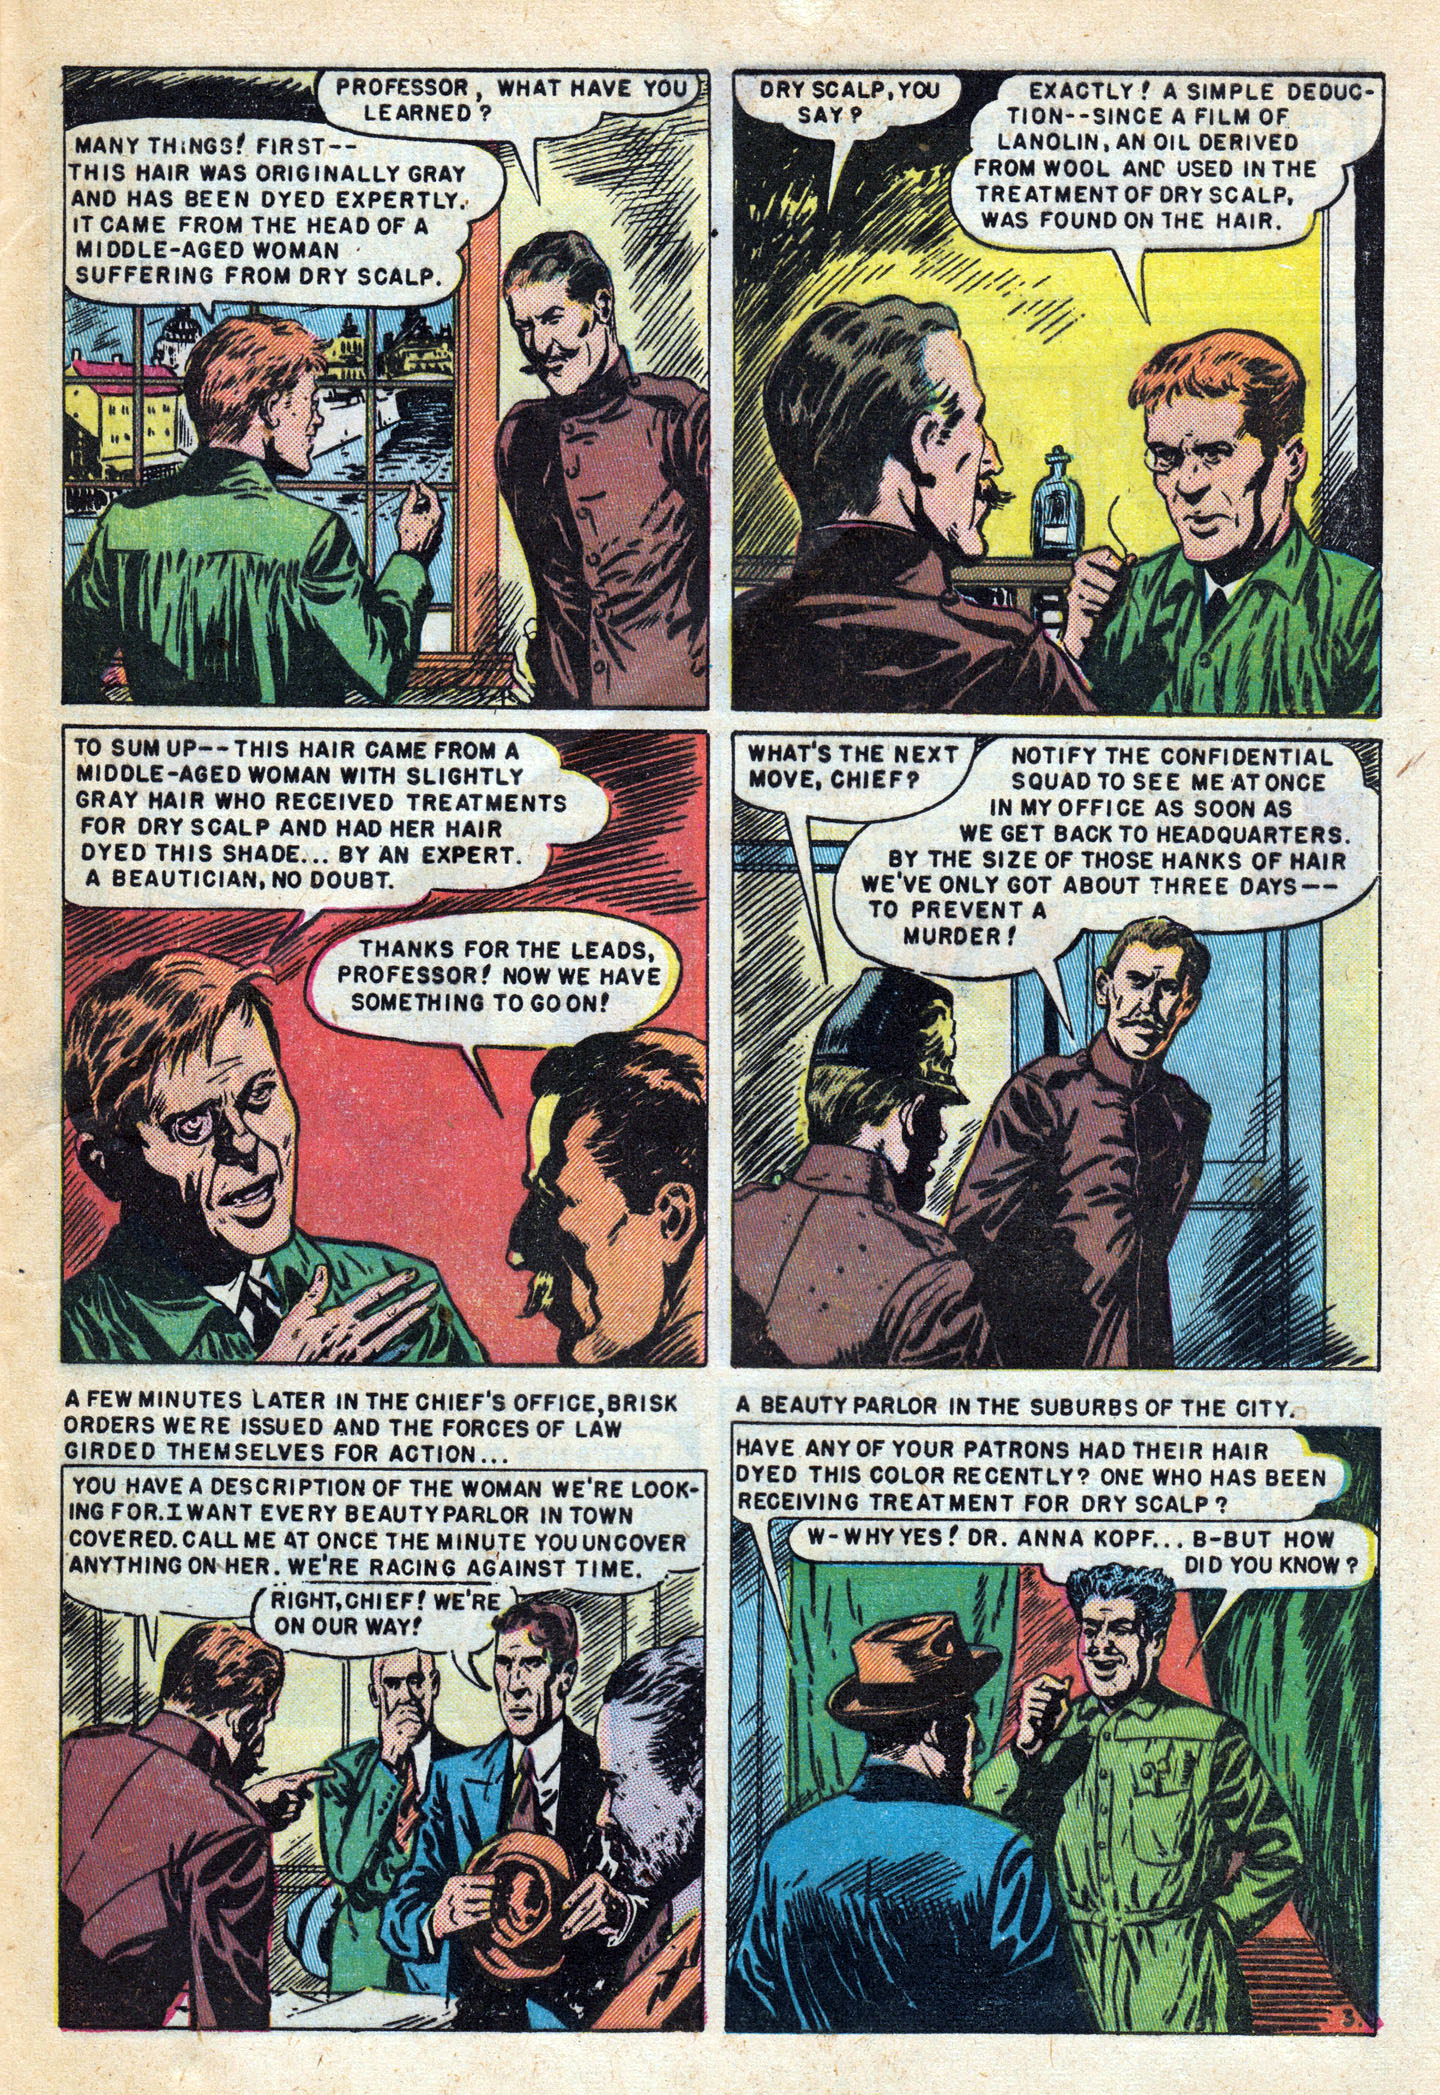 PROFESSOR, WHAT HAVE YOU
LEARNED?
MANY THINGS! FIRST--
THIS HAIR WAS ORIGINALLY GRAY
AND HAS BEEN DYED EXPERTLY.
IT CAME FROM THE HEAD OF A
MIDDLE-AGED WOMAN
SUFFERING FROM DRY SCALP.
DRY SCALP, YOU
SAY?
EXACTLY! A SIMPLE DEDUC-
TION--SINCE A FILM OF
LANOLIN, AN OIL DERIVED
FROM WOOL AND USED IN THE
TREATMENT OF DRY SCALP,
WAS FOUND ON THE HAIR.
TO SUM UP-- THIS HAIR CAME FROM A
MIDDLE-AGED WOMAN WITH SLIGHTLY
GRAY HAIR WHO RECEIVED TREATMENTS
FOR DRY SCALP AND HAD HER HAIR
DYED THIS SHADE... BY AN EXPERT.
A BEAUTICIAN, NO DOUBT.
THANKS FOR THE LEADS,
PROFESSOR! NOW WE HAVE
SOMETHING TO GO ON!
WHAT'S THE NEXT
MOVE, CHIEF?
NOTIFY THE CONFIDENTIAL
SQUAD TO SEE ME AT ONCE
IN MY OFFICE AS SOON AS
WE GET BACK TO HEADQUARTERS.
BY THE SIZE OF THOSE HANKS OF HAIR
WE'VE ONLY GOT ABOUT THREE DAYS--
TO PREVENT A
MURDER!
A FEW MINUTES LATER IN THE CHIEF'S OFFICE, BRISK
ORDERS WERE ISSUED AND THE FORCES OF LAW
GIRDED THEMSELVES FOR ACTION...
YOU HAVE A DESCRIPTION OF THE WOMAN WE'RE LOOK-
ING FOR. I WANT EVERY BEAUTY PARLOR IN TOWN
COVERED. CALL ME AT ONCE THE MINUTE YOU UNCOVER
ANYTHING ON HER. WE'RE RACING AGAINST TIME.
RIGHT, CHIEF! WE'RE
ON OUR WAY!
A BEAUTY PARLOR IN THE SUBURBS OF THE CITY.
HAVE ANY OF YOUR PATRONS HAD THEIR HAIR
DYED THIS COLOR RECENTLY? ONE WHO HAS BEEN
RECEIVING TREATMENT FOR DRY SCALP?
W-WHY YES! DR. ANNA KOPF... B-BUT HOW
DID YOU KNOW?
3.